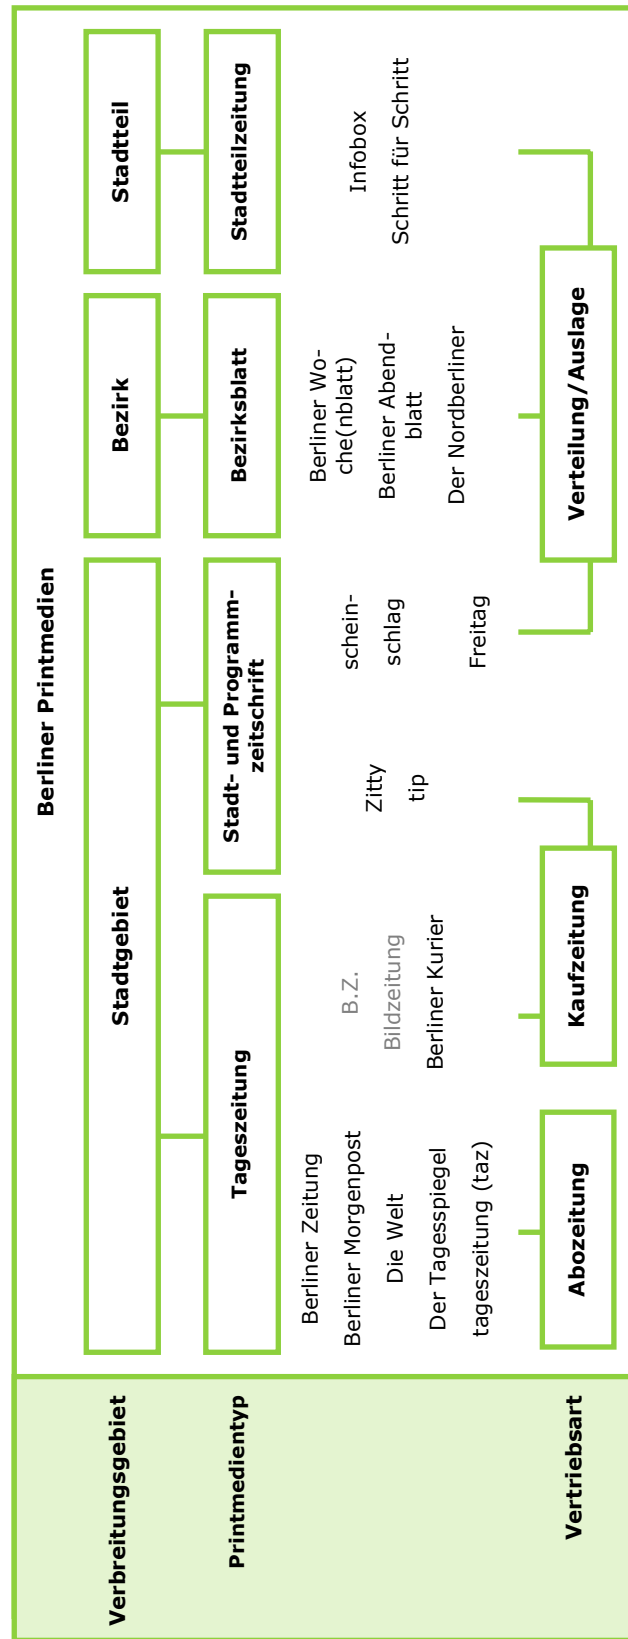 Berliner Printmedien
Verbreitungsgebiet
Stadtgebiet
Bezirk
Stadtteil
Printmedientyp
Tageszeitung
Stadt- und Programm-
zeitschrift
Bezirksblatt
Stadtteilzeitung
Berliner Zeitung
Berliner Morgenpost
Die Welt
Der Tagesspiegel
tageszeitung (taz)
B.Z.
Bildzeitung
Berliner Kurier
Zitty
tip
schein-
schlag
Freitag
Berliner Wo-
che(nblatt)
Berliner Abend-
blatt
Der Nordberliner
Infobox
Schritt für Schritt
Vertriebsart
Abozeitung
Kaufzeitung
Verteilung/Auslage